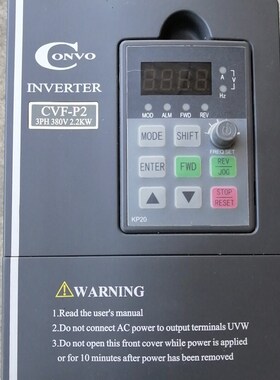 CONVO
INVERTER
CVF-P2
3PH 380V 2.2KW
A
V
Hz
MOD ALM FWD REV
MODE SHIFT
FREQ SET
ENTER FWD REV/JOG
STOP/RESET
KP20
WARNING
1.Read the user's manual
2.Do not connect AC power to output terminals UVW
3.Do not open this front cover while power is applied
or for 10 minutes after power has been removed